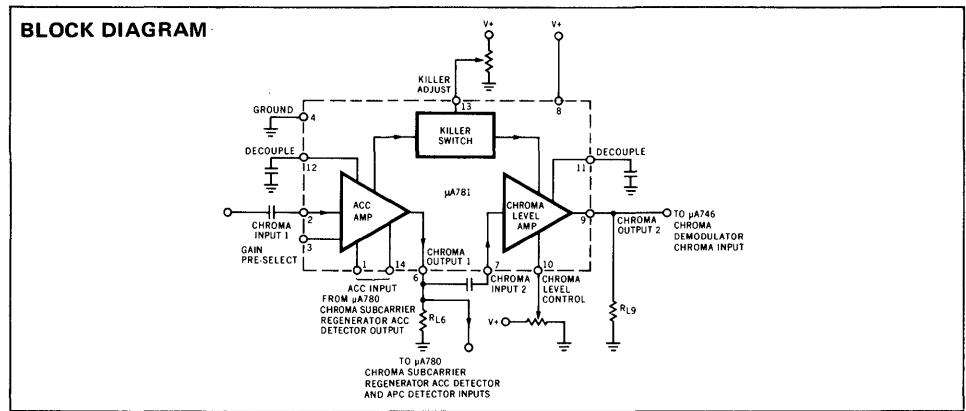 BLOCK DIAGRAM
V+
V+
KILLER
ADJUST
13
8
GROUND
4
KILLER
SWITCH
DECOUPLE
12
DECOUPLE
11
µA781
ACC
AMP
CHROMA
LEVEL
AMP
2
CHROMA
INPUT 1
3
GAIN
PRE-SELECT
9
CHROMA
OUTPUT 2
TO µA746
CHROMA
DEMODULATOR
CHROMA INPUT
1
14
CHROMA
OUTPUT 1
6
7
CHROMA
INPUT 2
10
CHROMA
LEVEL
CONTROL
ACC INPUT
FROM µA780
CHROMA SUBCARRIER
REGENERATOR ACC
DETECTOR OUTPUT
RL6
V+
RL9
TO µA780
CHROMA SUBCARRIER
REGENERATOR ACC DETECTOR
AND APC DETECTOR INPUTS